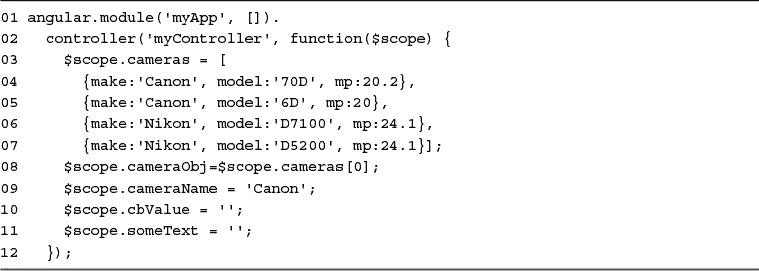 01 angular.module('myApp', []).
02   controller('myController', function($scope) {
03     $scope.cameras = [
04       {make:'Canon', model:'70D', mp:20.2},
05       {make:'Canon', model:'6D', mp:20},
06       {make:'Nikon', model:'D7100', mp:24.1},
07       {make:'Nikon', model:'D5200', mp:24.1}];
08     $scope.cameraObj=$scope.cameras[0];
09     $scope.cameraName = 'Canon';
10     $scope.cbValue = '';
11     $scope.someText = '';
12   });